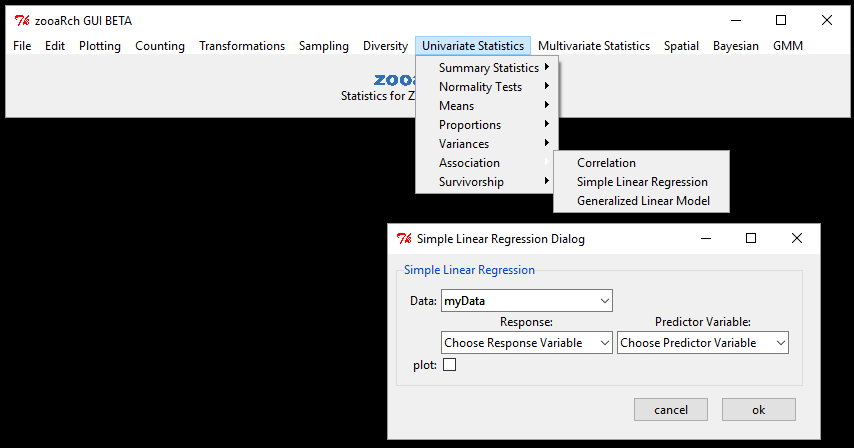 zooaRch GUI BETA
File Edit Plotting Counting Transformations Sampling Diversity Univariate Statistics Multivariate Statistics Spatial Bayesian GMM
zooa
Statistics for Z
Summary Statistics
Normality Tests
Means
Proportions
Variances
Association
Survivorship
Correlation
Simple Linear Regression
Generalized Linear Model
Simple Linear Regression Dialog
Simple Linear Regression
Data: myData
Response: Predictor Variable:
Choose Response Variable Choose Predictor Variable
plot:
cancel ok